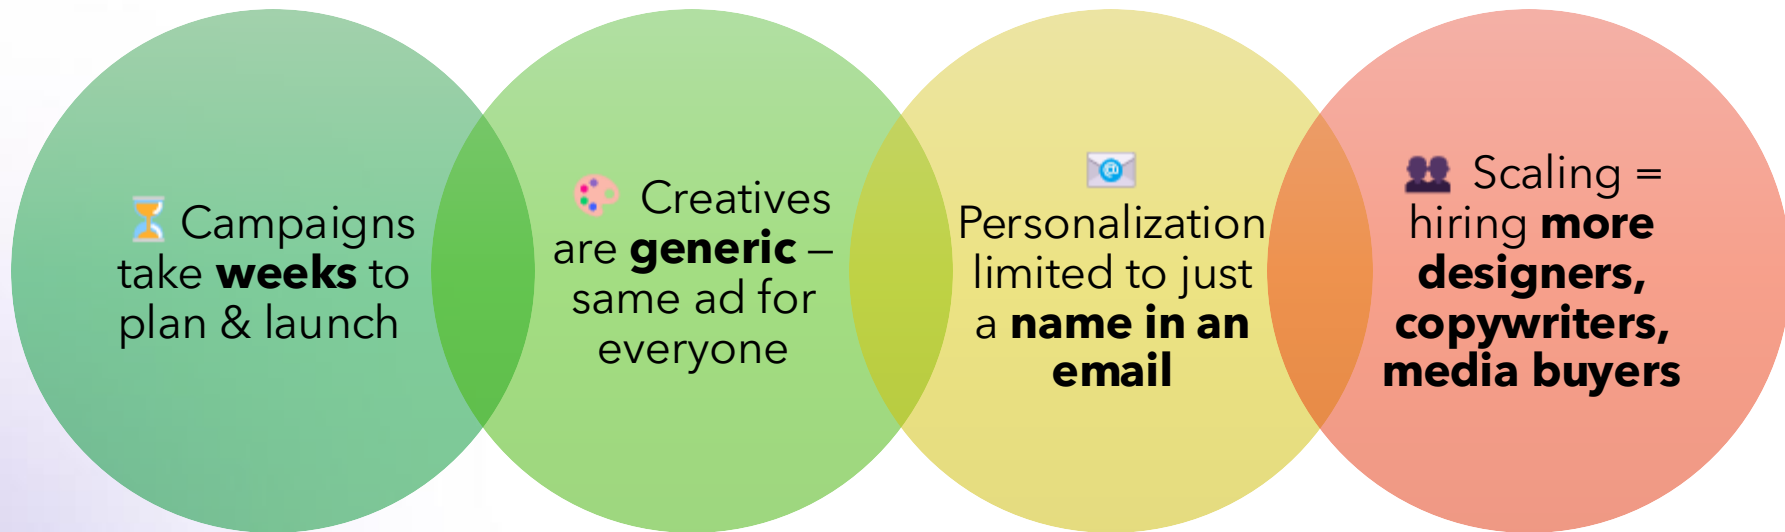 ⏳ Campaigns
take weeks to
plan & launch
🎨 Creatives
are generic –
same ad for
everyone
📧
Personalization
limited to just
a name in an
email
👥 Scaling =
hiring more
designers,
copywriters,
media buyers